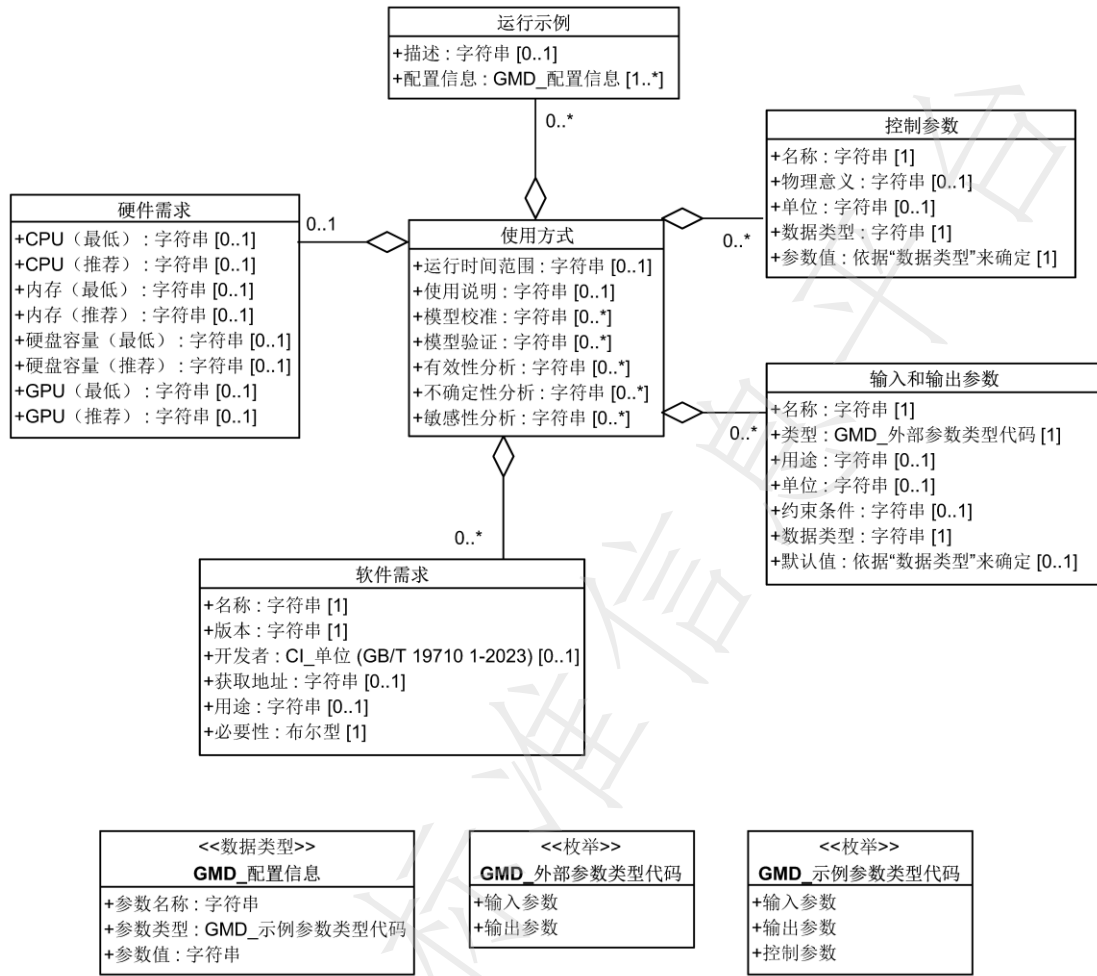 运行示例
+描述 : 字符串 [0..1]
+配置信息 : GMD_配置信息 [1..*]
0..*
控制参数
+名称 : 字符串 [1]
+物理意义 : 字符串 [0..1]
+单位 : 字符串 [0..1]
+数据类型 : 字符串 [1]
+参数值 : 依据“数据类型”来确定 [1]
0..*
硬件需求
+CPU（最低）: 字符串 [0..1]
+CPU（推荐）: 字符串 [0..1]
+内存（最低）: 字符串 [0..1]
+内存（推荐）: 字符串 [0..1]
+硬盘容量（最低）: 字符串 [0..1]
+硬盘容量（推荐）: 字符串 [0..1]
+GPU（最低）: 字符串 [0..1]
+GPU（推荐）: 字符串 [0..1]
0..1
使用方式
+运行时间范围 : 字符串 [0..1]
+使用说明 : 字符串 [0..1]
+模型校准 : 字符串 [0..*]
+模型验证 : 字符串 [0..*]
+有效性分析 : 字符串 [0..*]
+不确定性分析 : 字符串 [0..*]
+敏感性分析 : 字符串 [0..*]
输入和输出参数
+名称 : 字符串 [1]
+类型 : GMD_外部参数类型代码 [1]
+用途 : 字符串 [0..1]
+单位 : 字符串 [0..1]
+约束条件 : 字符串 [0..1]
+数据类型 : 字符串 [1]
+默认值 : 依据“数据类型”来确定 [0..1]
0..*
0..*
软件需求
+名称 : 字符串 [1]
+版本 : 字符串 [1]
+开发者 : CI_单位 (GB/T 19710 1-2023) [0..1]
+获取地址 : 字符串 [0..1]
+用途 : 字符串 [0..1]
+必要性 : 布尔型 [1]
<<数据类型>>
GMD_配置信息
+参数名称 : 字符串
+参数类型 : GMD_示例参数类型代码
+参数值 : 字符串
<<枚举>>
GMD_外部参数类型代码
+输入参数
+输出参数
<<枚举>>
GMD_示例参数类型代码
+输入参数
+输出参数
+控制参数
标准信息平台